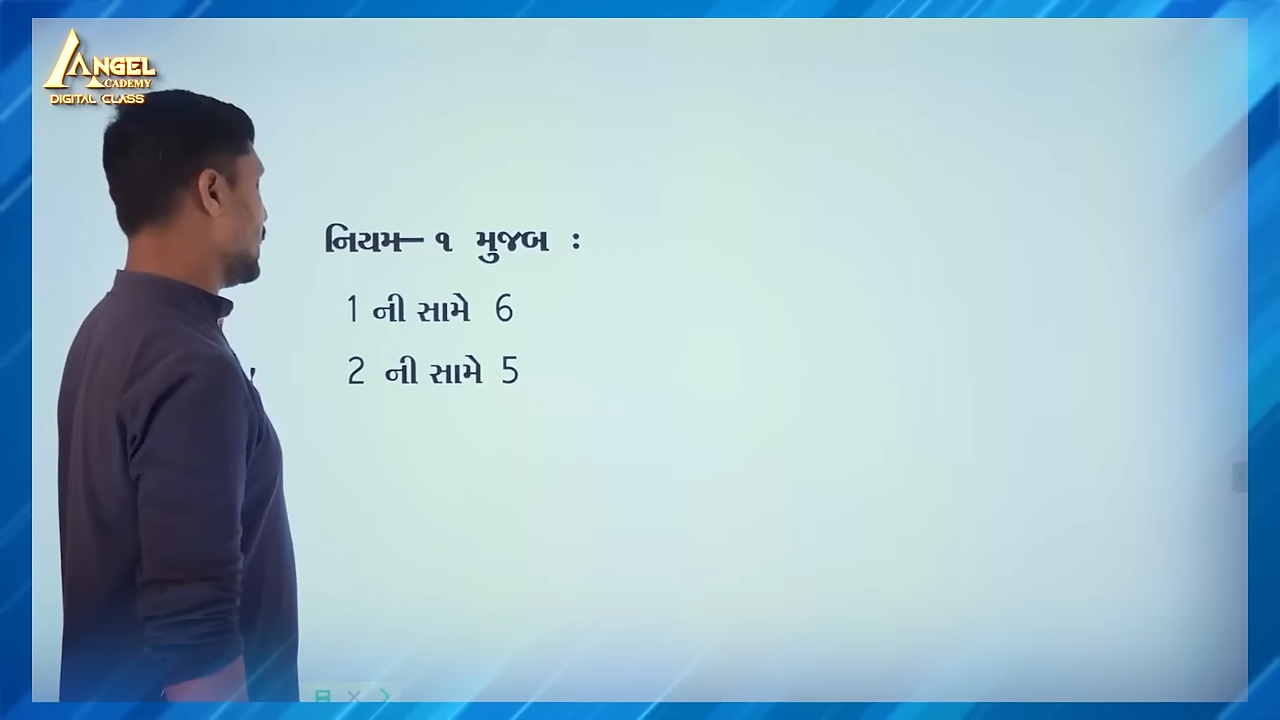 ANGEL
ACADEMY
DIGITAL CLASS
નિયમ– ૧ મુજબ :
1 ની સામે 6
2 ની સામે 5